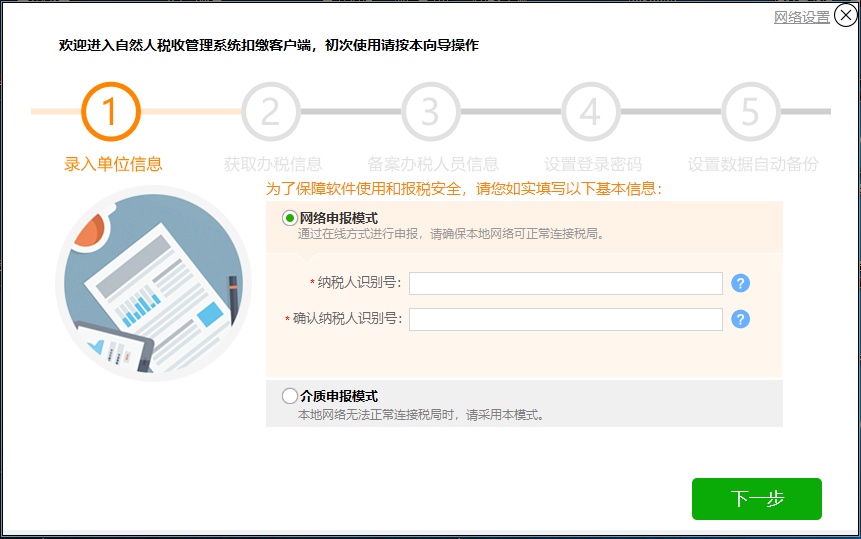 网络设置
欢迎进入自然人税收管理系统扣缴客户端，初次使用请按本向导操作
1 2 3 4 5
录入单位信息 获取办税信息 备案办税人员信息 设置登录密码 设置数据自动备份
为了保障软件使用和报税安全，请您如实填写以下基本信息：
网络申报模式
通过在线方式进行申报，请确保本地网络可正常连接税局。
*纳税人识别号： ?
*确认纳税人识别号： ?
介质申报模式
本地网络无法正常连接税局时，请采用本模式。
下一步